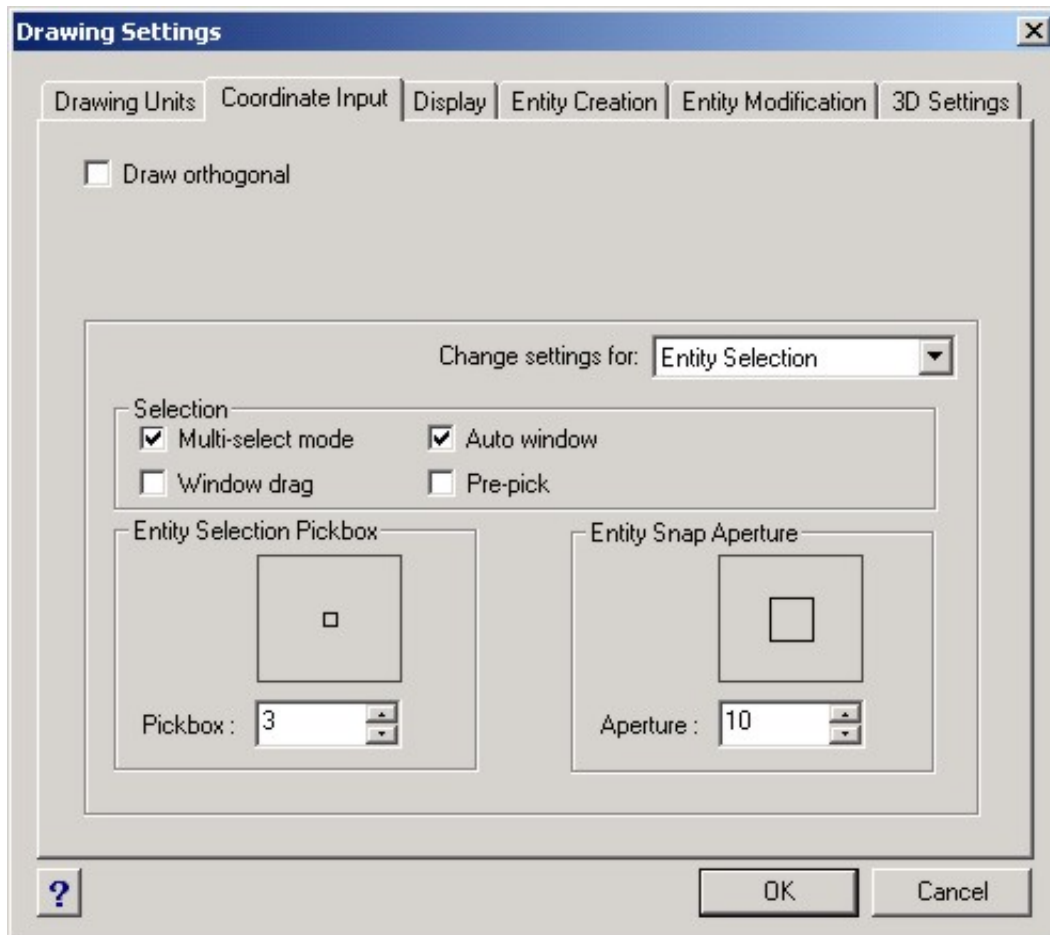 Drawing Settings
Drawing Units Coordinate Input Display Entity Creation Entity Modification 3D Settings
Draw orthogonal
Change settings for: Entity Selection
Selection
Multi-select mode Auto window
Window drag Pre-pick
Entity Selection Pickbox Entity Snap Aperture
Pickbox : 3 Aperture : 10
? OK Cancel